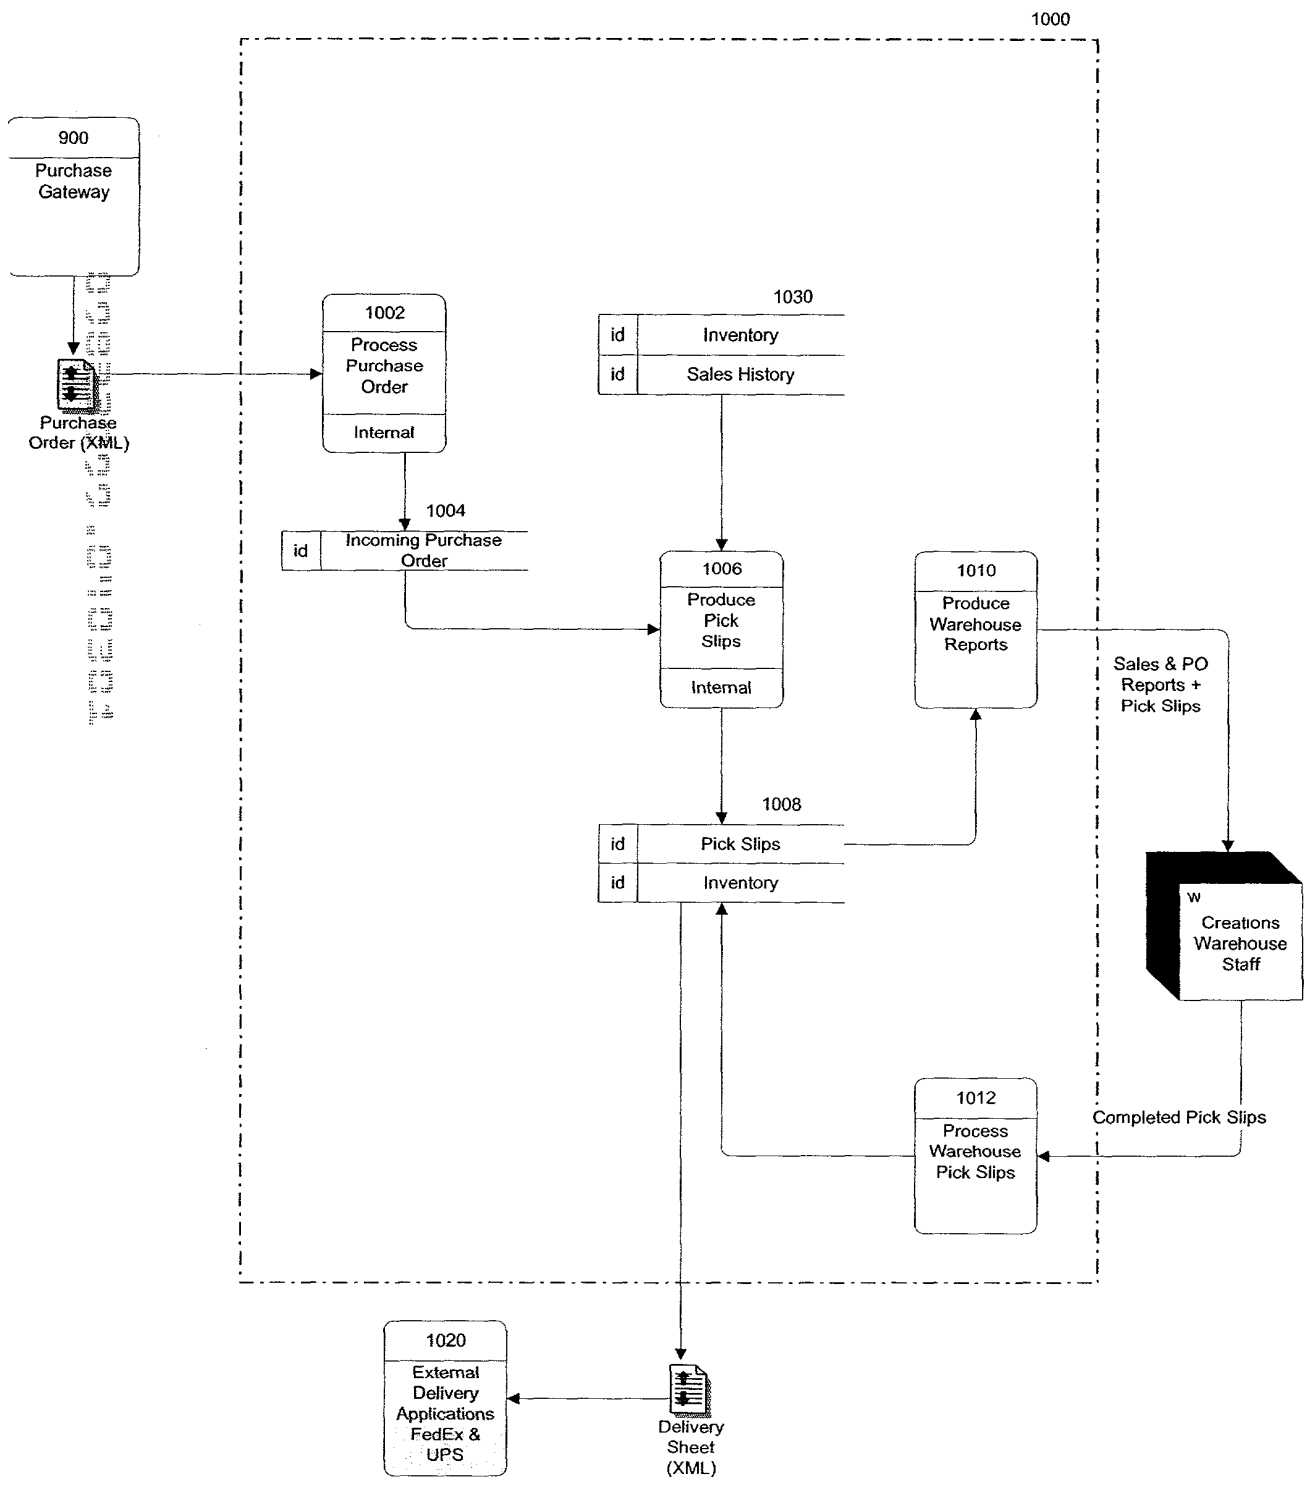 1000
900
Purchase
Gateway
Purchase
Order (XML)
1002
Process
Purchase
Order
Internal
1030
id Inventory
id Sales History
1004
id Incoming Purchase
Order
1006
Produce
Pick
Slips
Internal
1010
Produce
Warehouse
Reports
Sales & PO
Reports +
Pick Slips
1008
id Pick Slips
id Inventory
W
Creations
Warehouse
Staff
1012
Process
Warehouse
Pick Slips
Completed Pick Slips
1020
External
Delivery
Applications
FedEx &
UPS
Delivery
Sheet
(XML)